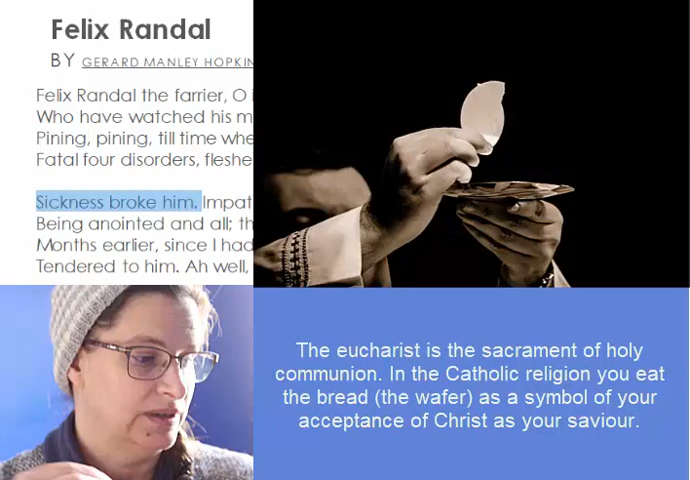 Felix Randal
BY GERARD MANLEY HOPKIN
Felix Randal the farrier, O
Who have watched his m
Pining, pining, till time whe
Fatal four disorders, fleshe
Sickness broke him. Impat
Being anointed and all; th
Months earlier, since I had
Tendered to him. Ah well,
The eucharist is the sacrament of holy
communion. In the Catholic religion you eat
the bread (the wafer) as a symbol of your
acceptance of Christ as your saviour.